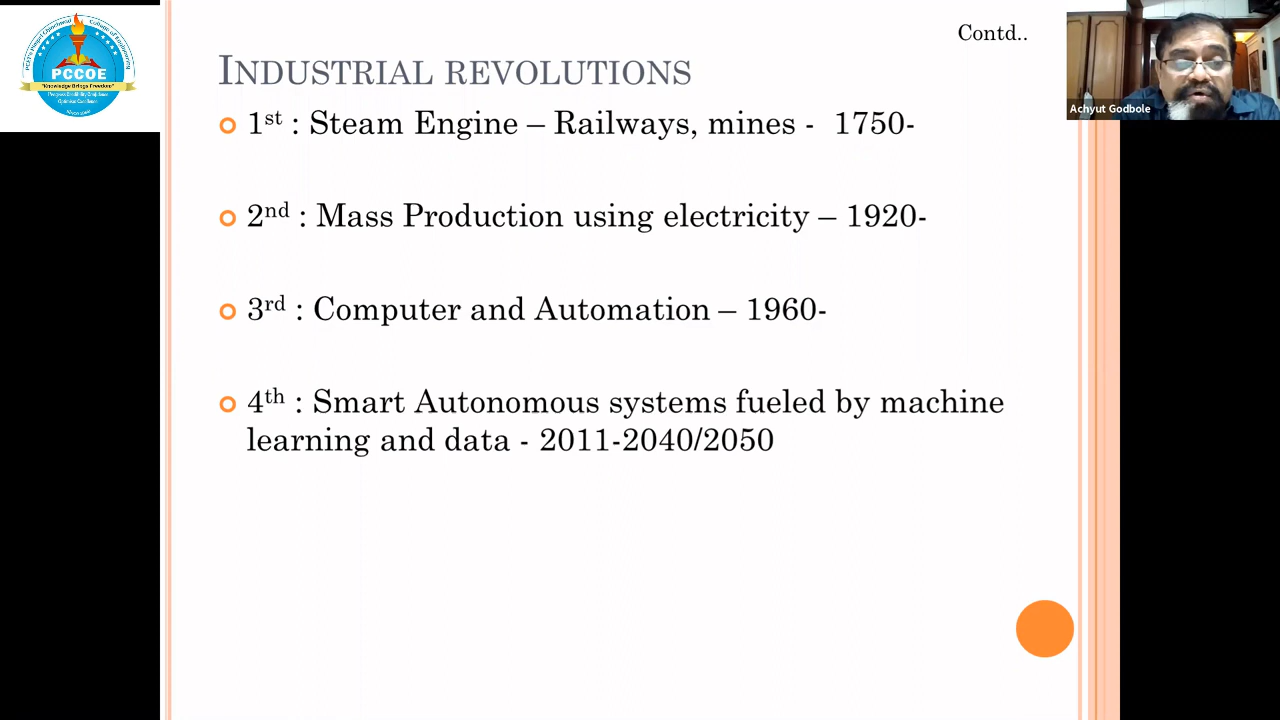 Contd..
INDUSTRIAL REVOLUTIONS
1st : Steam Engine – Railways, mines - 1750-
2nd : Mass Production using electricity – 1920-
3rd : Computer and Automation – 1960-
4th : Smart Autonomous systems fueled by machine
learning and data - 2011-2040/2050
Achyut Godbole
PCCOE
"Knowledge Brings Freedom"